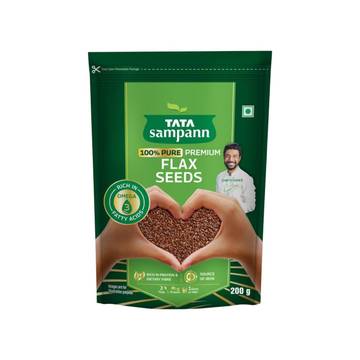 TATA
sampann
100% PURE PREMIUM
FLAX
SEEDS
RICH IN
OMEGA
3
FATTY ACIDS
RICH IN PROTEIN &
DIETARY FIBRE
SOURCE
OF IRON
200 g